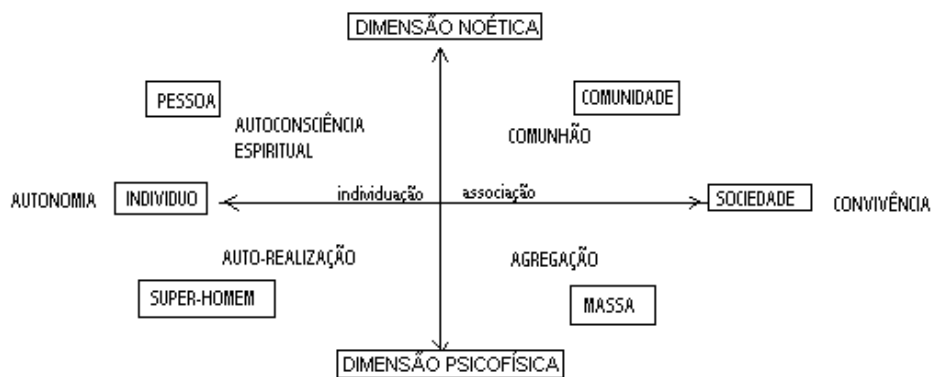 DIMENSÃO NOÉTICA
PESSOA
COMUNIDADE
AUTOCONSCIÊNCIA
ESPIRITUAL
COMUNHÃO
AUTONOMIA
INDIVIDUO
individuação
associação
SOCIEDADE
CONVIVÊNCIA
AUTO-REALIZAÇÃO
AGREGAÇÃO
SUPER-HOMEM
MASSA
DIMENSÃO PSICOFÍSICA